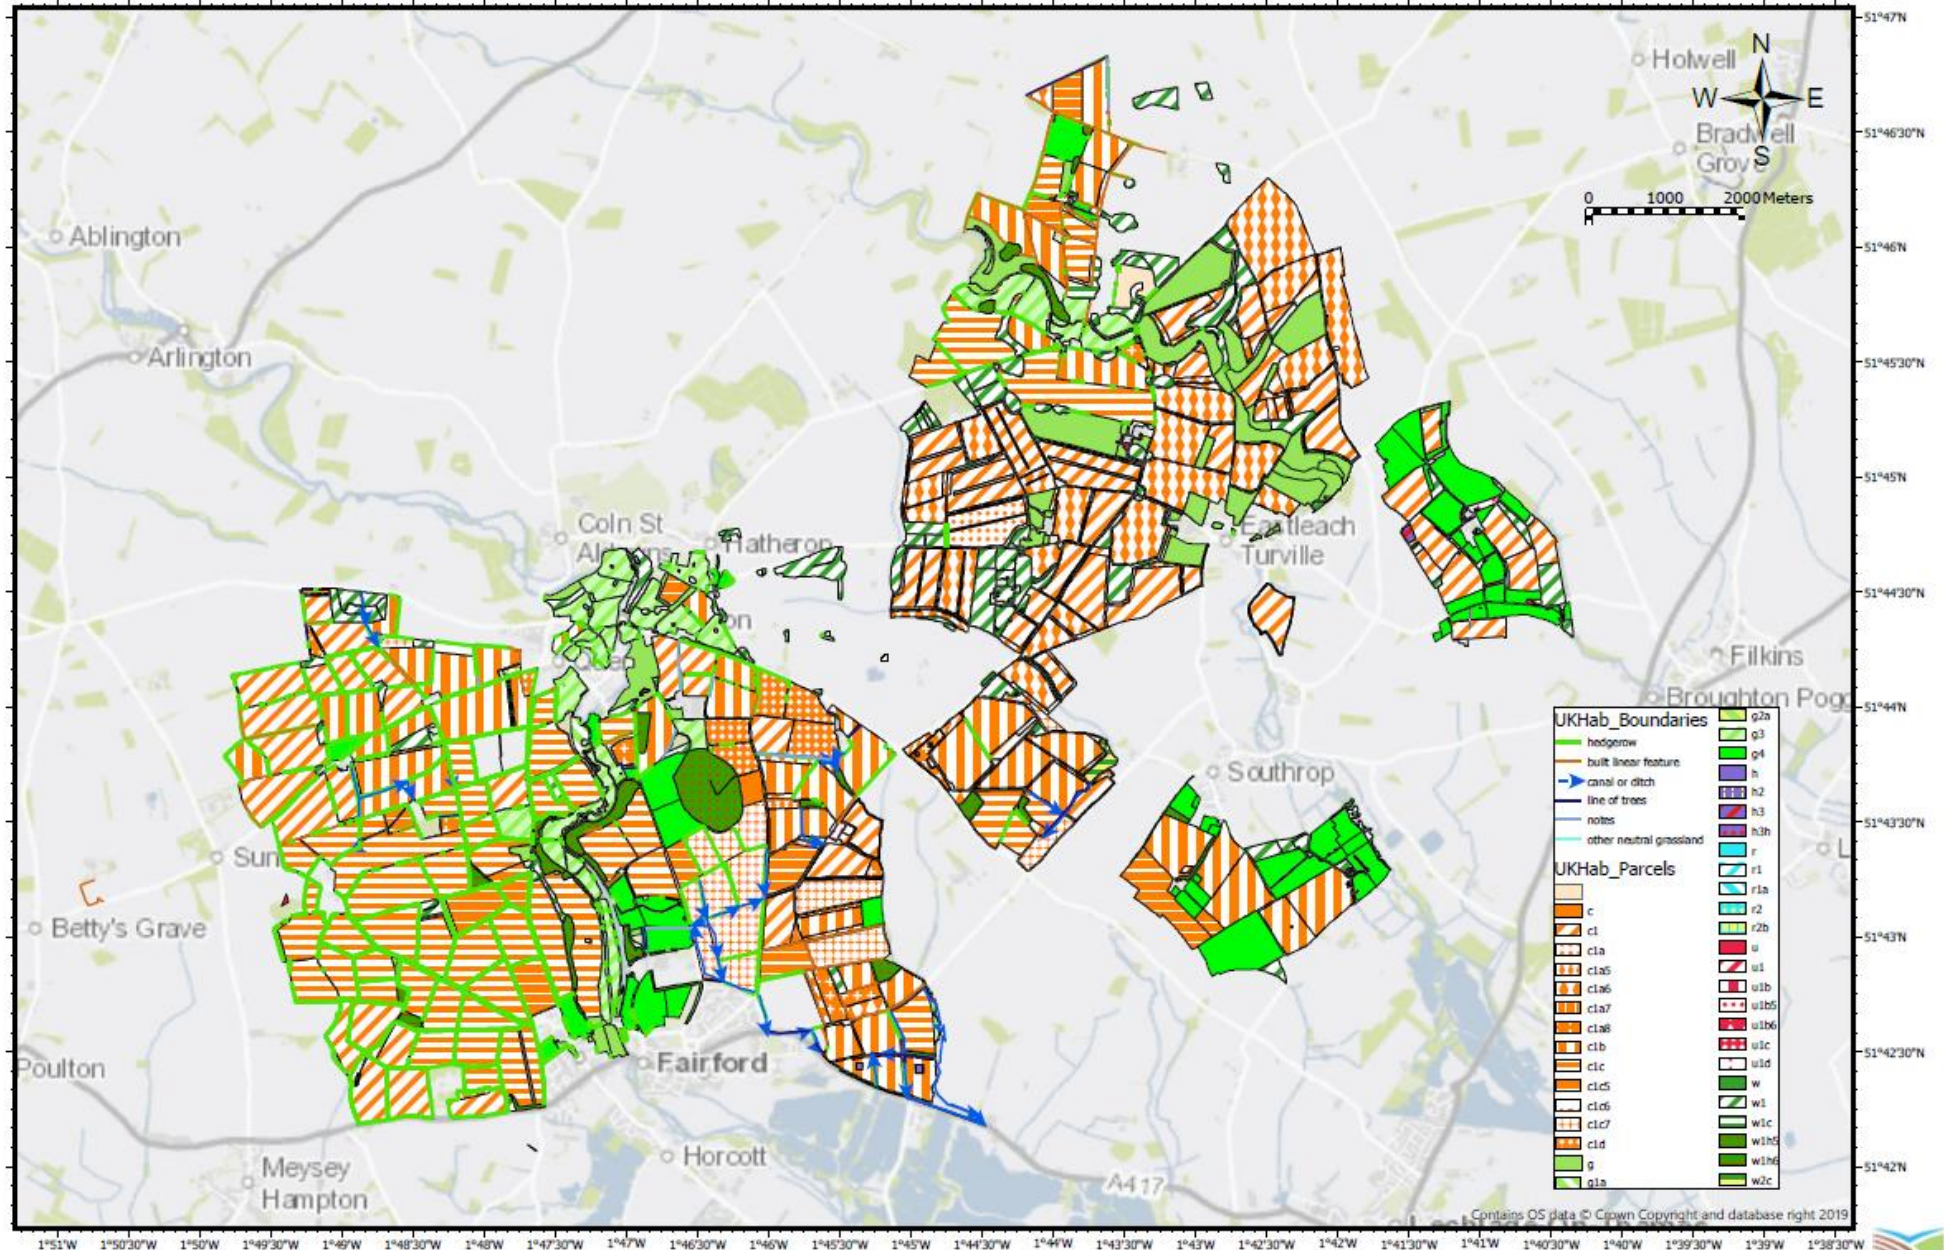 51°47'N
Holwell
N
W E
S
Bradwell
Grove
51°46'30"N
0 1000 2000 Meters
Ablington
51°46'N
Arlington
51°45'30"N
51°45'N
Coln St
Hatherop
Eastleach
Turville
51°44'30"N
Filkins
Broughton Pogg
51°44'N
Southrop
51°43'30"N
Sun
Betty's Grave
51°43'N
Poulton
Fairford
51°42'30"N
Horcott
Meysey
Hampton
A417
51°42'N
UKHab_Boundaries
hedgerow
built linear feature
canal or ditch
line of trees
notes
other neutral grassland
UKHab_Parcels
c
c1
c1a
c1a5
c1a6
c1a7
c1a8
c1b
c1c
c1c5
c1c6
c1c7
c1d
g
g1a
g2a
g3
g4
h
h2
h3
h3h
r
r1
r1a
r2
r2b
u
u1
u1b
u1b5
u1b6
u1c
u1d
w
w1
w1c
w1h5
w1h6
w2c
Contains OS data © Crown Copyright and database right 2019
1°51'W 1°50'30"W 1°50'W 1°49'30"W 1°49'W 1°48'30"W 1°48'W 1°47'30"W 1°47'W 1°46'30"W 1°46'W 1°45'30"W 1°45'W 1°44'30"W 1°44'W 1°43'30"W 1°43'W 1°42'30"W 1°42'W 1°41'30"W 1°41'W 1°40'30"W 1°40'W 1°39'30"W 1°39'W 1°38'30"W